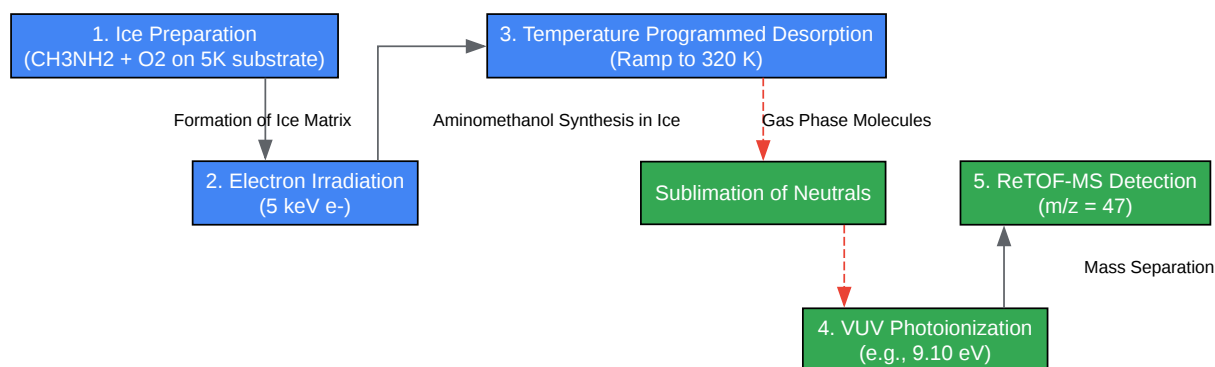 1. Ice Preparation
(CH3NH2 + O2 on 5K substrate)
3. Temperature Programmed Desorption
(Ramp to 320 K)
Formation of Ice Matrix
Aminomethanol Synthesis in Ice
Gas Phase Molecules
2. Electron Irradiation
(5 keV e-)
Sublimation of Neutrals
5. ReTOF-MS Detection
(m/z = 47)
Mass Separation
4. VUV Photoionization
(e.g., 9.10 eV)